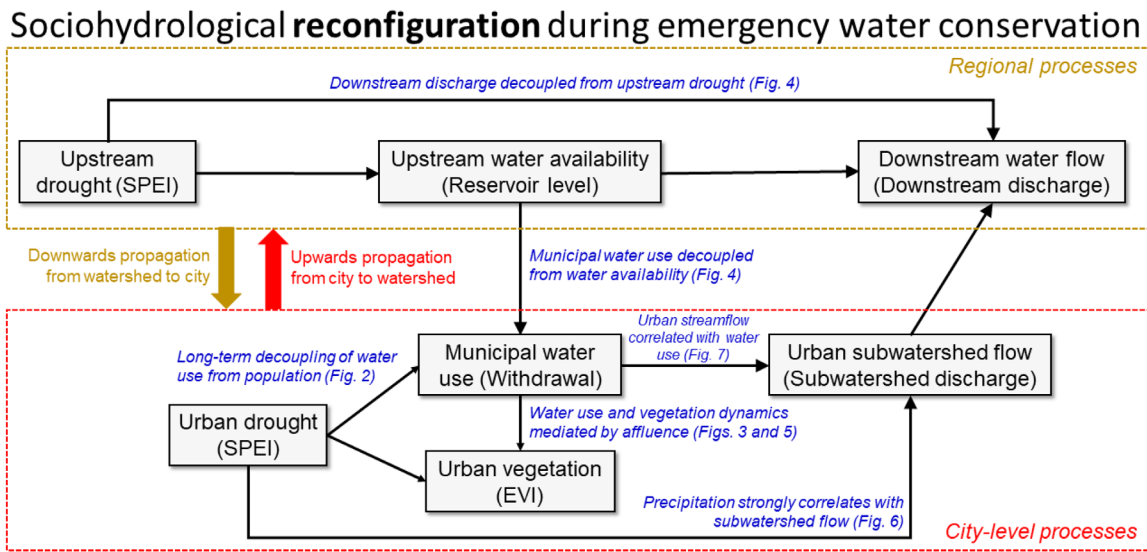 Sociohydrological reconfiguration during emergency water conservation
Regional processes
Downstream discharge decoupled from upstream drought (Fig. 4)
Upstream
drought (SPEI)
Upstream water availability
(Reservoir level)
Downstream water flow
(Downstream discharge)
Downwards propagation
from watershed to city
Upwards propagation
from city to watershed
Municipal water use decoupled
from water availability (Fig. 4)
Long-term decoupling of water
use from population (Fig. 2)
Municipal water
use (Withdrawal)
Urban streamflow
correlated with water
use (Fig. 7)
Urban subwatershed flow
(Subwatershed discharge)
Urban drought
(SPEI)
Water use and vegetation dynamics
mediated by affluence (Figs. 3 and 5)
Urban vegetation
(EVI)
Precipitation strongly correlates with
subwatershed flow (Fig. 6)
City-level processes